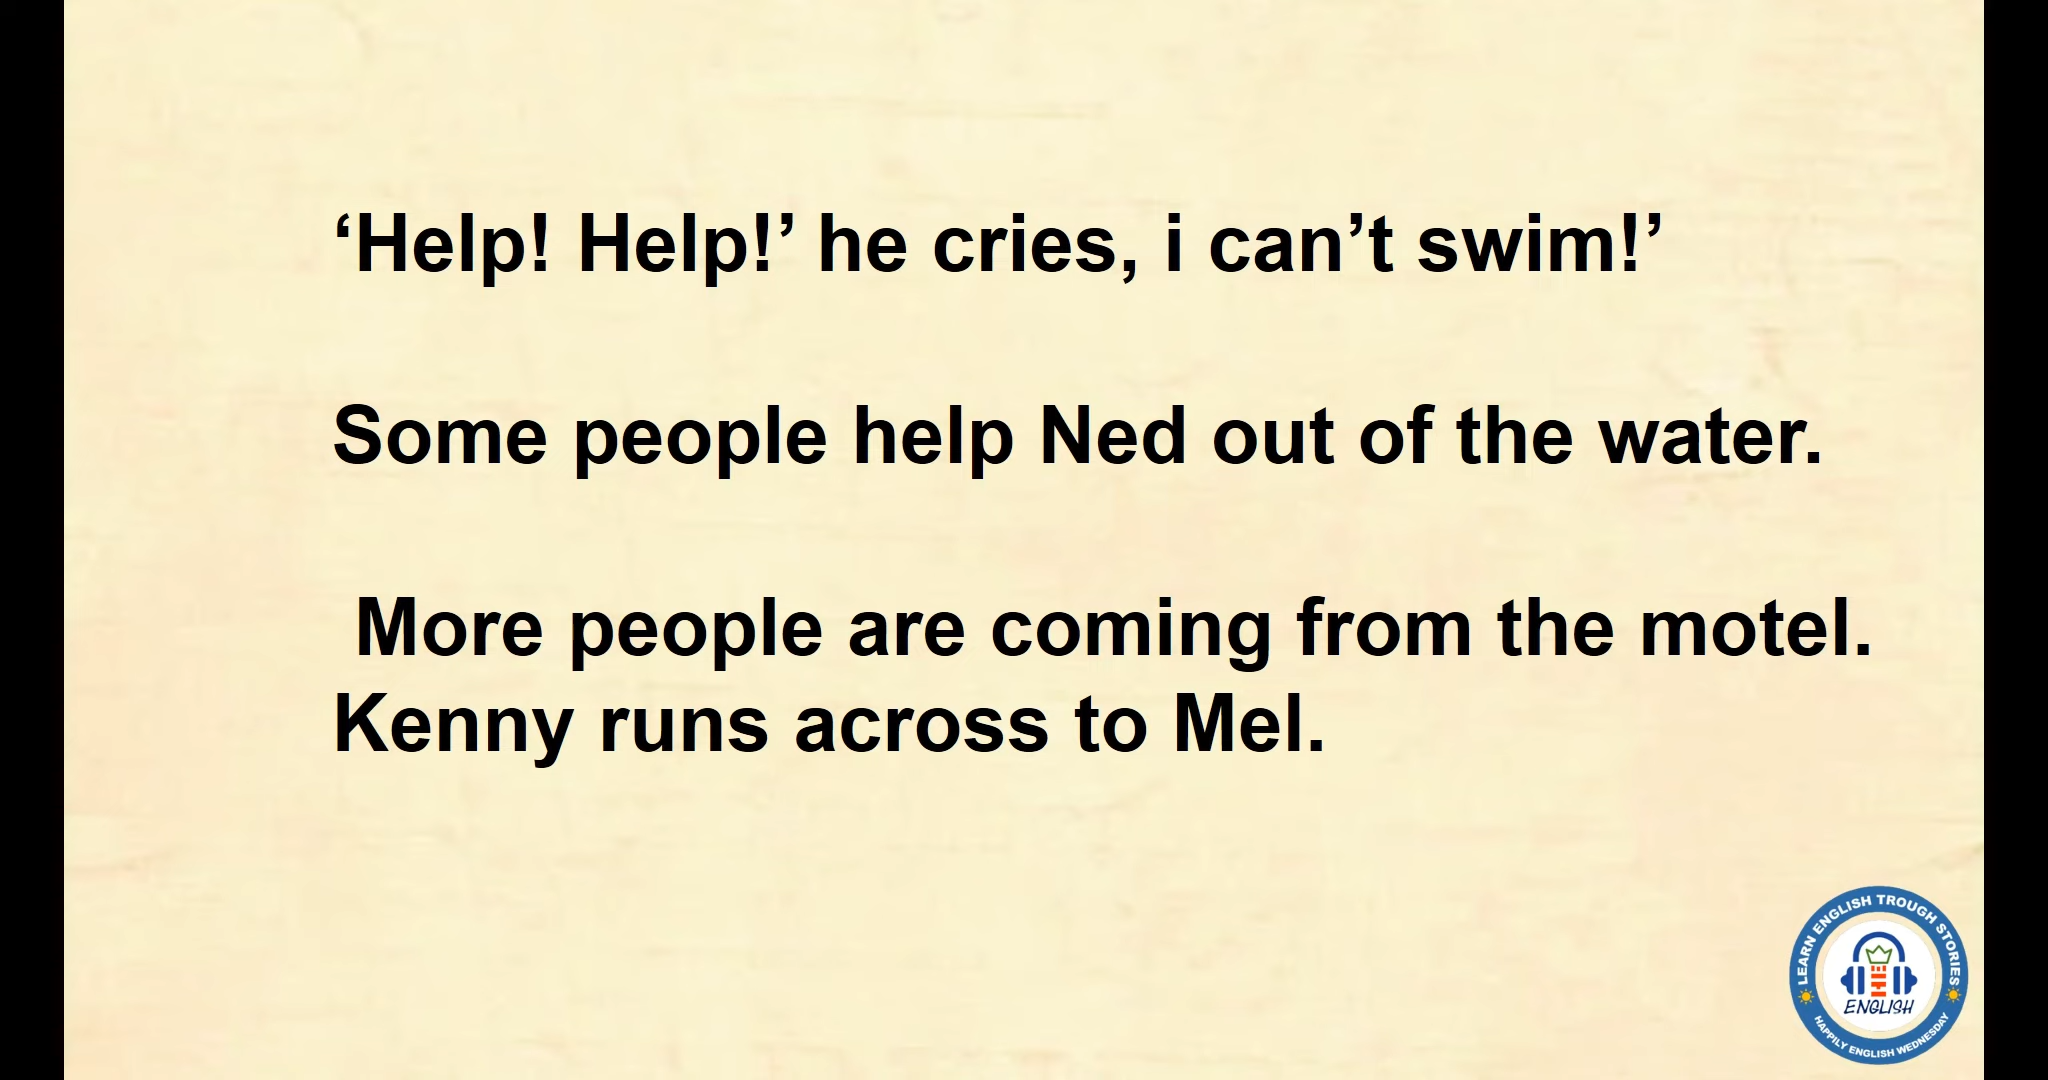 ‘Help! Help!’ he cries, i can’t swim!’
Some people help Ned out of the water.
More people are coming from the motel.
Kenny runs across to Mel.
LEARN ENGLISH TROUGH STORIES
ENGLISH
HAPPILY ENGLISH WEDNESDAY